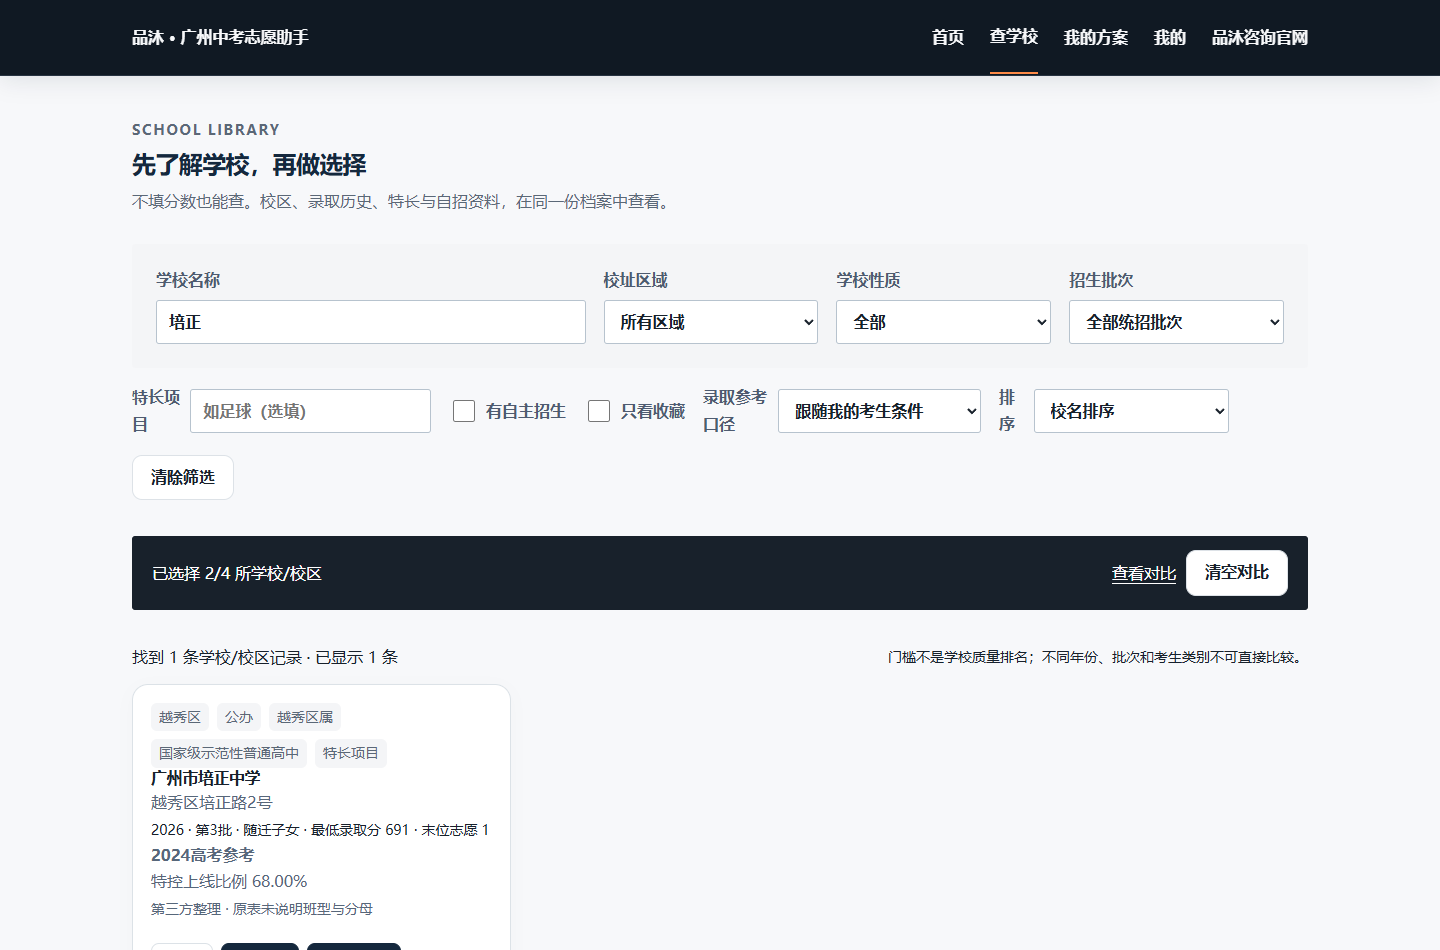 品沐 • 广州中考志愿助手
首页 查学校 我的方案 我的 品沐咨询官网
SCHOOL LIBRARY
先了解学校，再做选择
不填分数也能查。校区、录取历史、特长与自招资料，在同一份档案中查看。
学校名称 校址区域 学校性质 招生批次
培正 所有区域 全部 全部统招批次
特长项目 如足球（选填） 有自主招生 只看收藏 录取参考口径 跟随我的考生条件 排序 校名排序
清除筛选
已选择 2/4 所学校/校区 查看对比 清空对比
找到 1 条学校/校区记录 · 已显示 1 条 门槛不是学校质量排名；不同年份、批次和考生类别不可直接比较。
越秀区 公办 越秀区属
国家级示范性普通高中 特长项目
广州市培正中学
越秀区培正路2号
2026 · 第3批 · 随迁子女 · 最低录取分 691 · 末位志愿 1
2024高考参考
特控上线比例 68.00%
第三方整理 · 原表未说明班型与分母